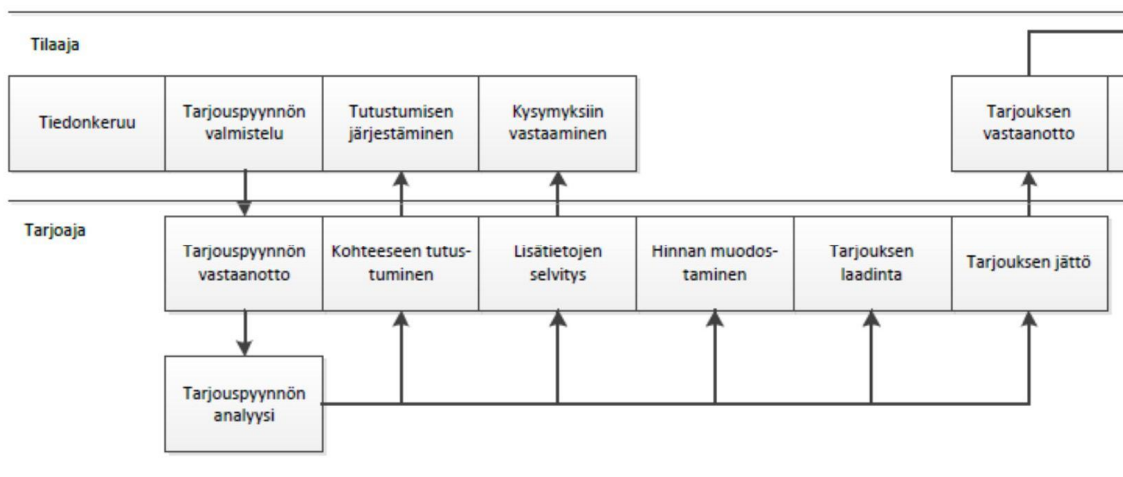 Tilaaja
Tiedonkeruu
Tarjouspyynnön
valmistelu
Tutustumisen
järjestäminen
Kysymyksiin
vastaaminen
Tarjouksen
vastaanotto
Tarjoaja
Tarjouspyynnön
vastaanotto
Kohteeseen tutus-
tuminen
Lisätietojen
selvitys
Hinnan muodos-
taminen
Tarjouksen
laadinta
Tarjouksen jättö
Tarjouspyynnön
analyysi